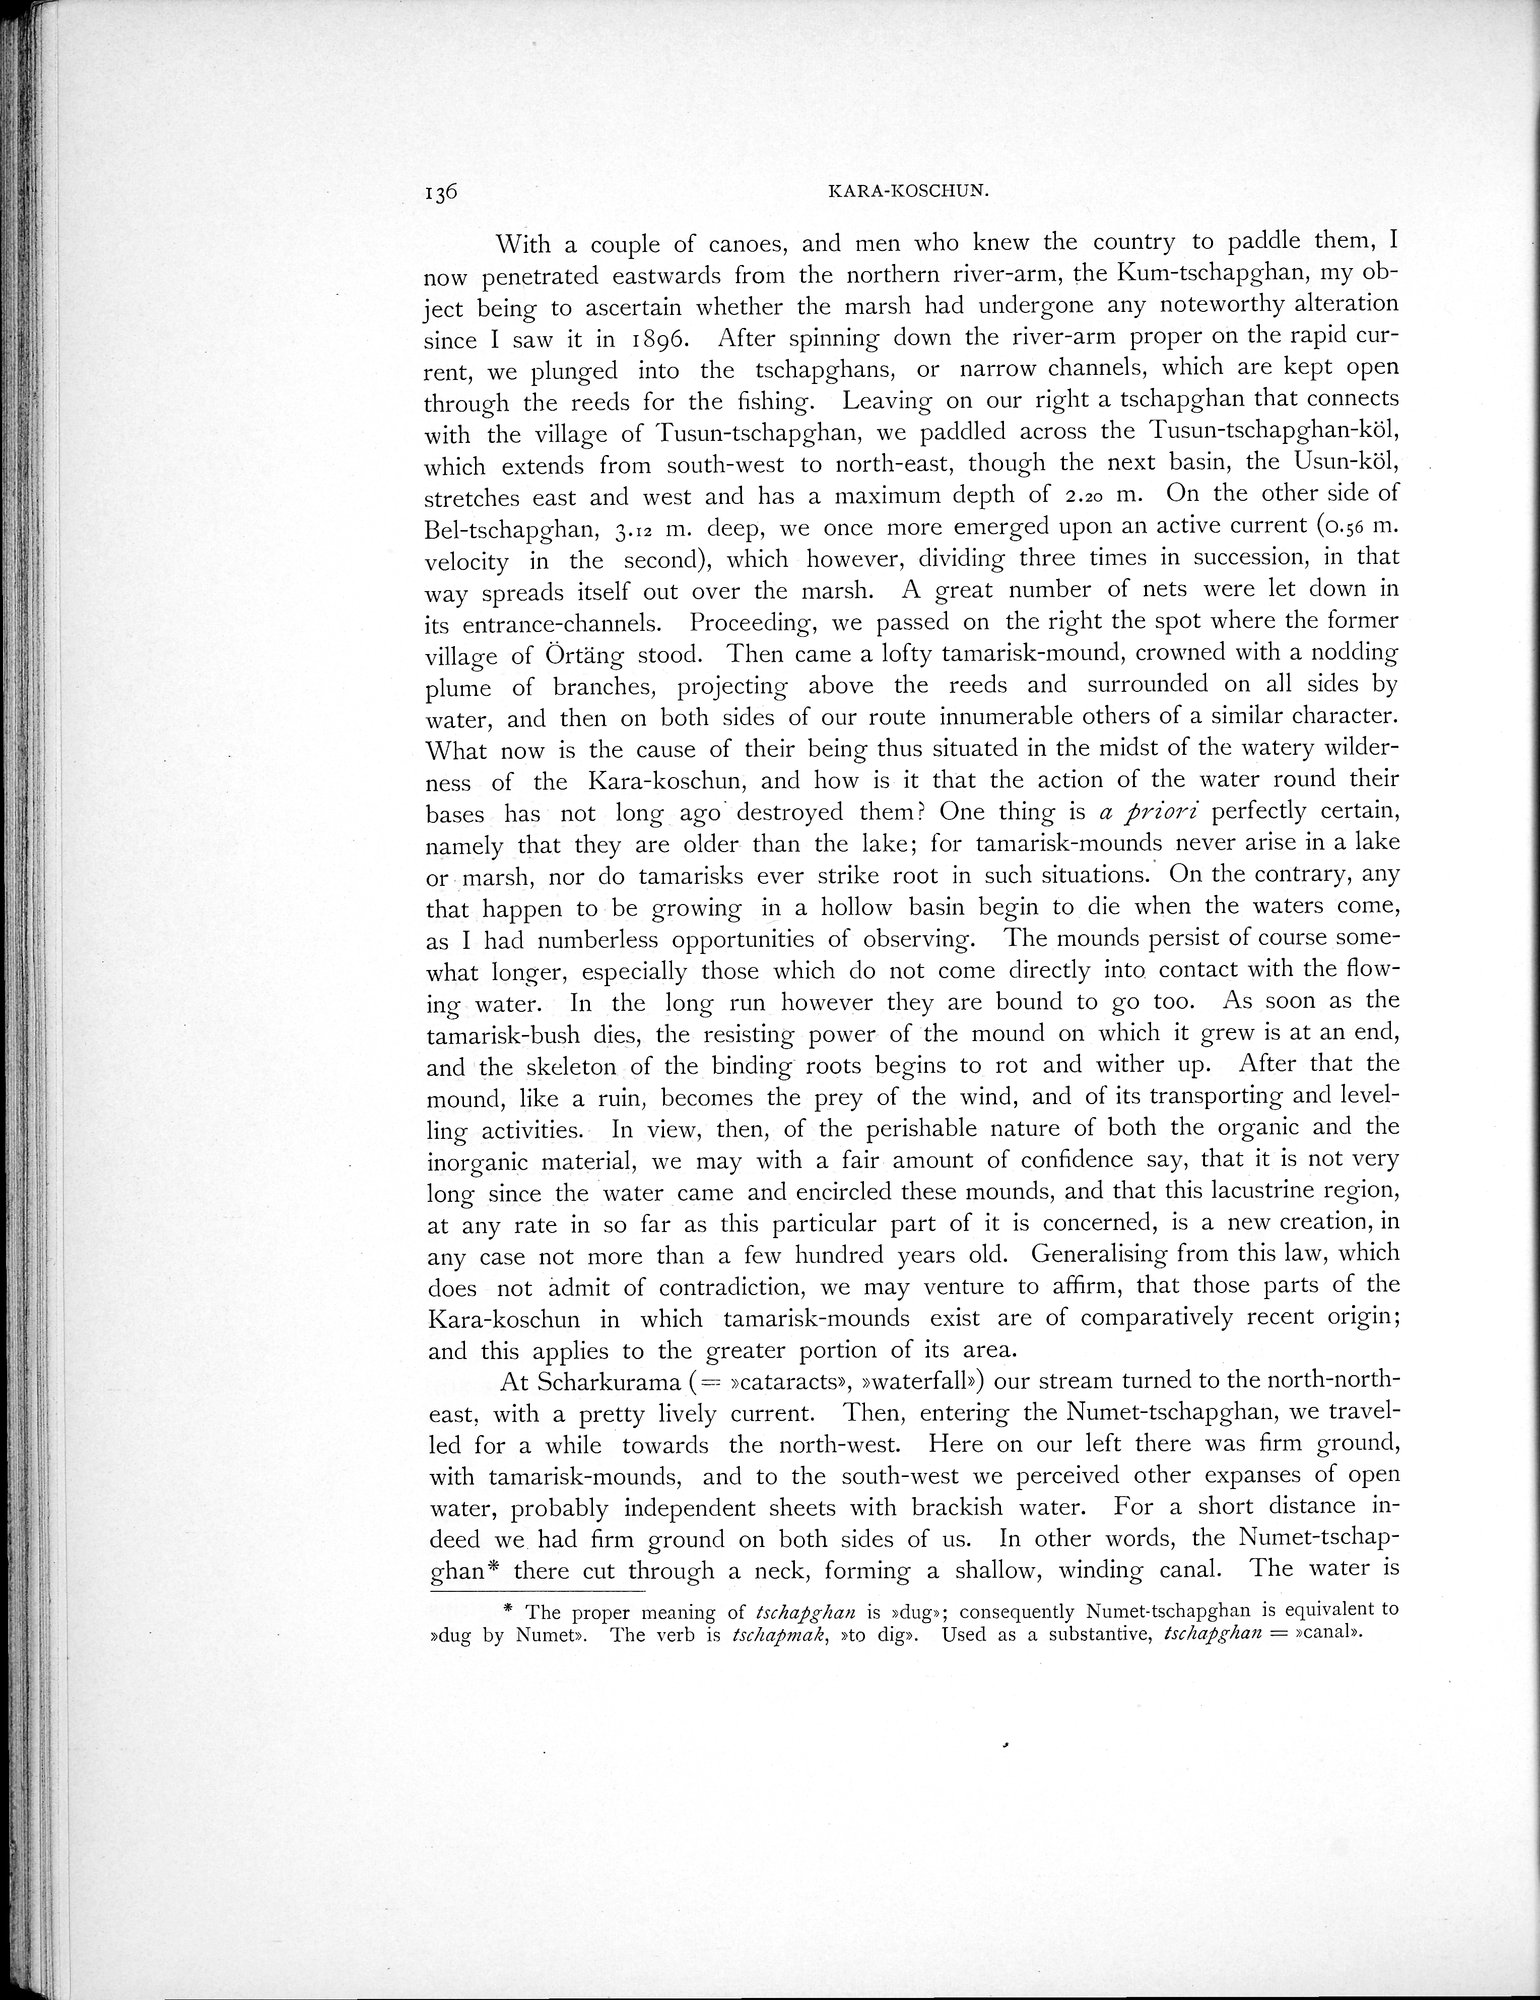 136 KARA-KOSCHUN.
With a couple of canoes, and men who knew the country to paddle them, I
now penetrated eastwards from the northern river-arm, the Kum-tschapghan, my ob-
ject being to ascertain whether the marsh had undergone any noteworthy alteration
since I saw it in 1896. After spinning down the river-arm proper on the rapid cur-
rent, we plunged into the tschapghans, or narrow channels, which are kept open
through the reeds for the fishing. Leaving on our right a tschapghan that connects
with the village of Tusun-tschapghan, we paddled across the Tusun-tschapghan-köl,
which extends from south-west to north-east, though the next basin, the Usun-köl,
stretches east and west and has a maximum depth of 2.20 m. On the other side of
Bel-tschapghan, 3.12 m. deep, we once more emerged upon an active current (0.56 m.
velocity in the second), which however, dividing three times in succession, in that
way spreads itself out over the marsh. A great number of nets were let down in
its entrance-channels. Proceeding, we passed on the right the spot where the former
village of Örtäng stood. Then came a lofty tamarisk-mound, crowned with a nodding
plume of branches, projecting above the reeds and surrounded on all sides by
water, and then on both sides of our route innumerable others of a similar character.
What now is the cause of their being thus situated in the midst of the watery wilder-
ness of the Kara-koschun, and how is it that the action of the water round their
bases has not long ago destroyed them? One thing is a priori perfectly certain,
namely that they are older than the lake; for tamarisk-mounds never arise in a lake
or marsh, nor do tamarisks ever strike root in such situations. On the contrary, any
that happen to be growing in a hollow basin begin to die when the waters come,
as I had numberless opportunities of observing. The mounds persist of course some-
what longer, especially those which do not come directly into contact with the flow-
ing water. In the long run however they are bound to go too. As soon as the
tamarisk-bush dies, the resisting power of the mound on which it grew is at an end,
and the skeleton of the binding roots begins to rot and wither up. After that the
mound, like a ruin, becomes the prey of the wind, and of its transporting and level-
ling activities. In view, then, of the perishable nature of both the organic and the
inorganic material, we may with a fair amount of confidence say, that it is not very
long since the water came and encircled these mounds, and that this lacustrine region,
at any rate in so far as this particular part of it is concerned, is a new creation, in
any case not more than a few hundred years old. Generalising from this law, which
does not admit of contradiction, we may venture to affirm, that those parts of the
Kara-koschun in which tamarisk-mounds exist are of comparatively recent origin;
and this applies to the greater portion of its area.
At Scharkurama (= »cataracts», »waterfall») our stream turned to the north-north-
east, with a pretty lively current. Then, entering the Numet-tschapghan, we travel-
led for a while towards the north-west. Here on our left there was firm ground,
with tamarisk-mounds, and to the south-west we perceived other expanses of open
water, probably independent sheets with brackish water. For a short distance in-
deed we had firm ground on both sides of us. In other words, the Numet-tschap-
ghan* there cut through a neck, forming a shallow, winding canal. The water is
* The proper meaning of tschapghan is »dug»; consequently Numet-tschapghan is equivalent to
»dug by Numet». The verb is tschapmak, »to dig». Used as a substantive, tschapghan = »canal».